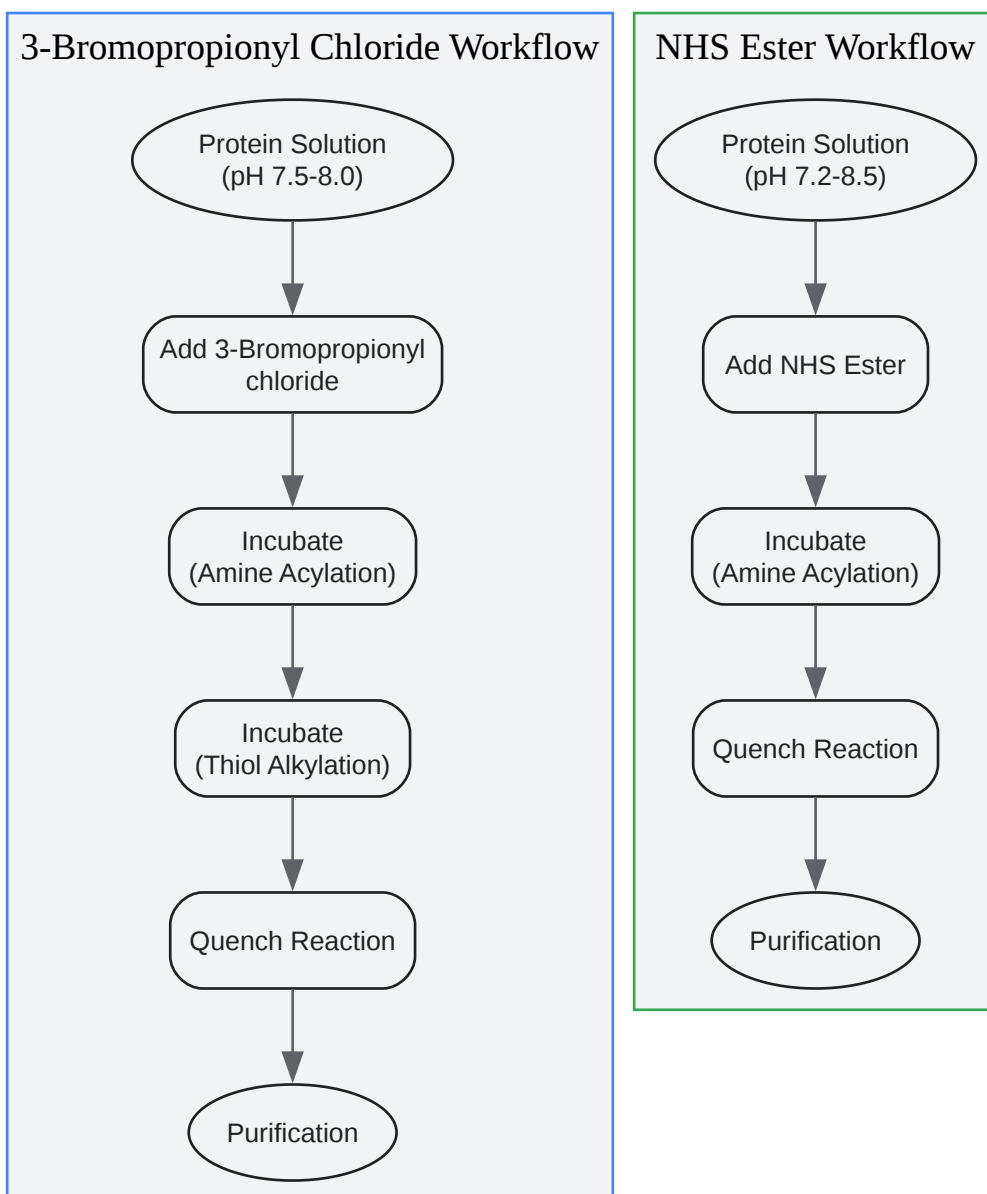 3-Bromopropionyl Chloride Workflow
Protein Solution
(pH 7.5-8.0)
Add 3-Bromopropionyl
chloride
Incubate
(Amine Acylation)
Incubate
(Thiol Alkylation)
Quench Reaction
Purification
NHS Ester Workflow
Protein Solution
(pH 7.2-8.5)
Add NHS Ester
Incubate
(Amine Acylation)
Quench Reaction
Purification